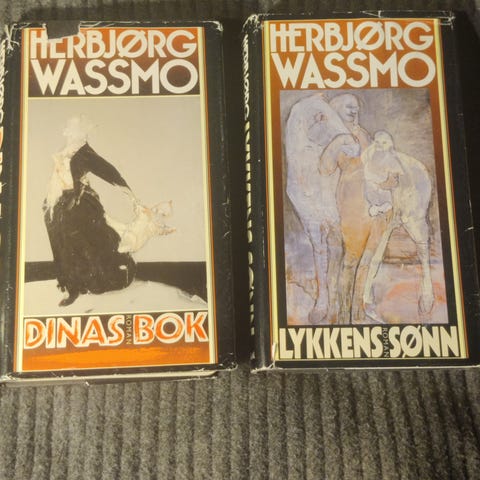 HERBJØRG
WASSMO
DINAS BOK
ROMAN
HERBJØRG
WASSMO
LYKKENS SØNN
ROMAN